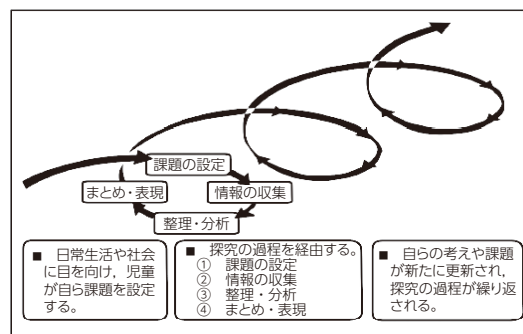 課題の設定
まとめ・表現
情報の収集
整理・分析
■ 日常生活や社会
に目を向け，児童
が自ら課題を設定
する。
■ 探究の過程を経由する。
① 課題の設定
② 情報の収集
③ 整理・分析
④ まとめ・表現
■ 自らの考えや課題
が新たに更新され，
探究の過程が繰り返
される。